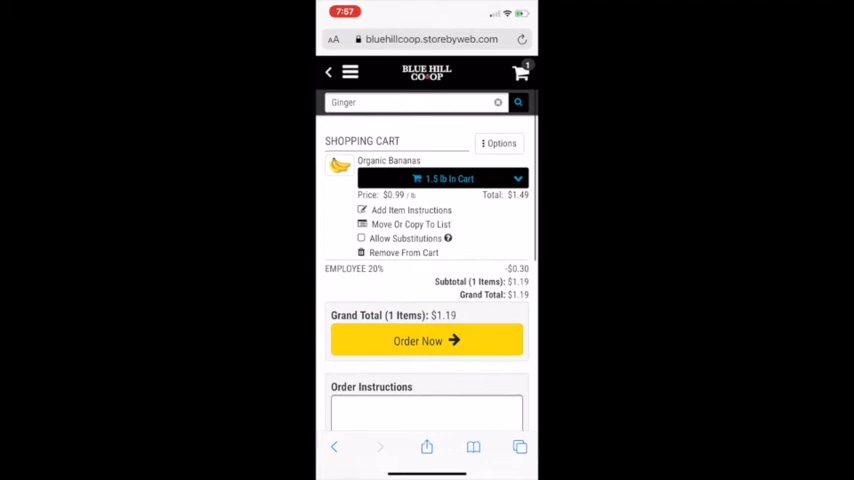 7:57
AA bluehillcoop.storebyweb.com
BLUE HILL
CO•OP
1
Ginger
SHOPPING CART
Options
Organic Bananas
1.5 lb In Cart
Price: $0.99 / lb Total: $1.49
Add Item Instructions
Move Or Copy To List
Allow Substitutions ?
Remove From Cart
EMPLOYEE 20% -$0.30
Subtotal (1 Items): $1.19
Grand Total: $1.19
Grand Total (1 Items): $1.19
Order Now
Order Instructions